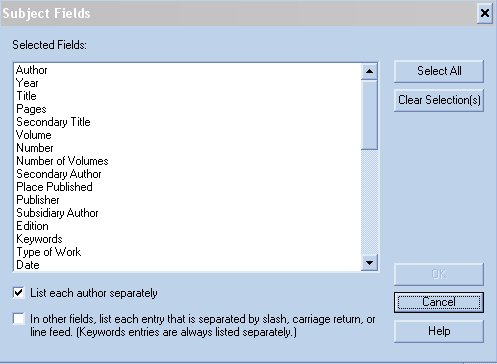 Subject Fields
Selected Fields:
Author
Year
Title
Pages
Secondary Title
Volume
Number
Number of Volumes
Secondary Author
Place Published
Publisher
Subsidiary Author
Edition
Keywords
Type of Work
Date
Select All
Clear Selection(s)
List each author separately
In other fields, list each entry that is separated by slash, carriage return, or
line feed. (Keywords entries are always listed separately.)
OK
Cancel
Help